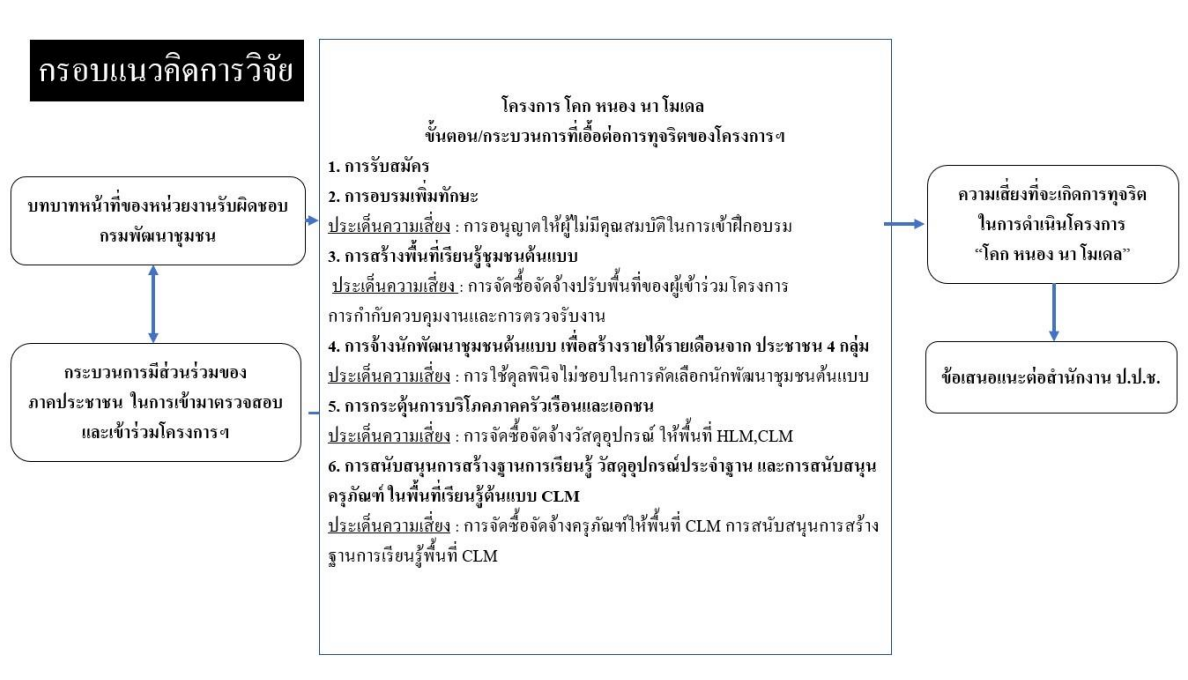 กรอบแนวคิดการวิจัย
บทบาทหน้าที่ของหน่วยงานรับผิดชอบ
กรมพัฒนาชุมชน
กระบวนการมีส่วนร่วมของ
ภาคประชาชน ในการเข้ามาตรวจสอบ
และเข้าร่วมโครงการฯ
โครงการ โคก หนอง นา โมเดล
ขั้นตอน/กระบวนการที่เอื้อต่อการทุจริตของโครงการฯ
1. การรับสมัคร
2. การอบรมเพิ่มทักษะ
ประเด็นความเสี่ยง : การอนุญาตให้ผู้ไม่มีคุณสมบัติในการเข้าฝึกอบรม
3. การสร้างพื้นที่เรียนรู้ชุมชนต้นแบบ
ประเด็นความเสี่ยง : การจัดซื้อจัดจ้างปรับพื้นที่ของผู้เข้าร่วมโครงการ
การกำกับควบคุมงานและการตรวจรับงาน
4. การจ้างนักพัฒนาชุมชนต้นแบบ เพื่อสร้างรายได้รายเดือนจาก ประชาชน 4 กลุ่ม
ประเด็นความเสี่ยง : การใช้ดุลพินิจไม่ชอบในการคัดเลือกนักพัฒนาชุมชนต้นแบบ
5. การกระตุ้นการบริโภคภาคครัวเรือนและเอกชน
ประเด็นความเสี่ยง : การจัดซื้อจัดจ้างวัสดุอุปกรณ์ ให้พื้นที่ HLM,CLM
6. การสนับสนุนการสร้างฐานการเรียนรู้ วัสดุอุปกรณ์ประจำฐาน และการสนับสนุน
ครุภัณฑ์ ในพื้นที่เรียนรู้ต้นแบบ CLM
ประเด็นความเสี่ยง : การจัดซื้อจัดจ้างครุภัณฑ์ให้พื้นที่ CLM การสนับสนุนการสร้าง
ฐานการเรียนรู้พื้นที่ CLM
ความเสี่ยงที่จะเกิดการทุจริต
ในการดำเนินโครงการ
“โคก หนอง นา โมเดล”
ข้อเสนอแนะต่อสำนักงาน ป.ป.ช.